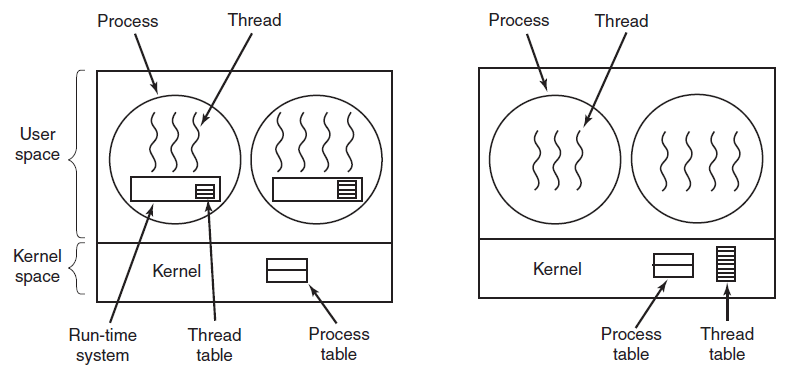 Process
Thread
User
space
Kernel
space
Kernel
Run-time
system
Thread
table
Process
table
Process
Thread
Kernel
Process
table
Thread
table